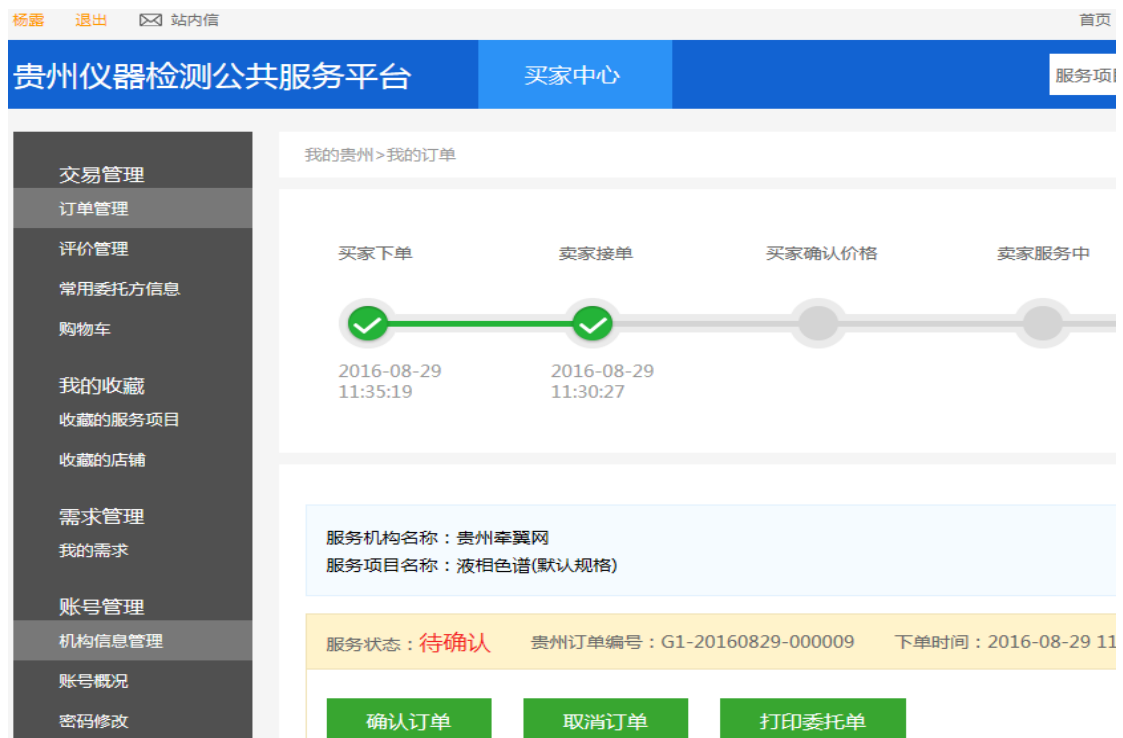 杨露 退出 站内信 首页
贵州仪器检测公共服务平台 买家中心 服务项
我的贵州>我的订单
交易管理
订单管理
评价管理
常用委托方信息
购物车
我的收藏
收藏的服务项目
收藏的店铺
需求管理
我的需求
账号管理
机构信息管理
账号概况
密码修改
买家下单 卖家接单 买家确认价格 卖家服务中
2016-08-29 2016-08-29
11:35:19 11:30:27
服务机构名称：贵州牵翼网
服务项目名称：液相色谱(默认规格)
服务状态：待确认 贵州订单编号：G1-20160829-000009 下单时间：2016-08-29 11
确认订单 取消订单 打印委托单